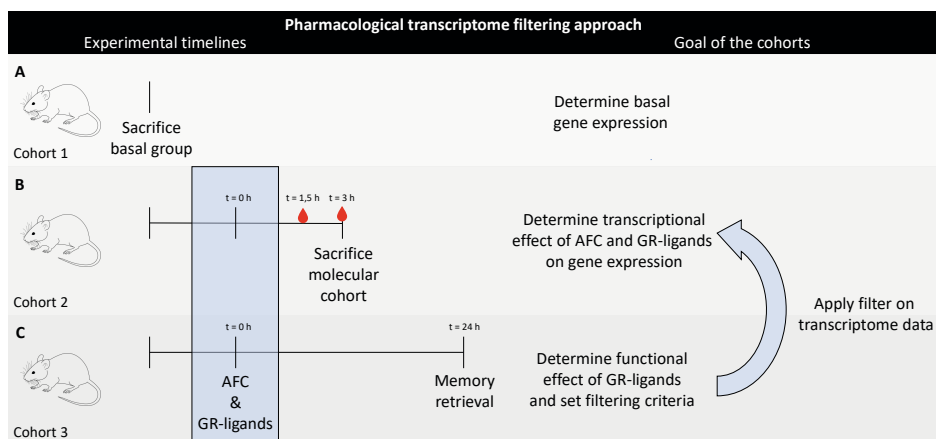 Pharmacological transcriptome filtering approach
Experimental timelines
Goal of the cohorts
A
Sacrifice
basal group
Cohort 1
Determine basal
gene expression
B
t = 0 h
t = 1,5 h
t = 3 h
Sacrifice
molecular
cohort
Cohort 2
Determine transcriptional
effect of AFC and GR-ligands
on gene expression
Apply filter on
transcriptome data
C
t = 0 h
t = 24 h
AFC
&
GR-ligands
Memory
retrieval
Cohort 3
Determine functional
effect of GR-ligands
and set filtering criteria